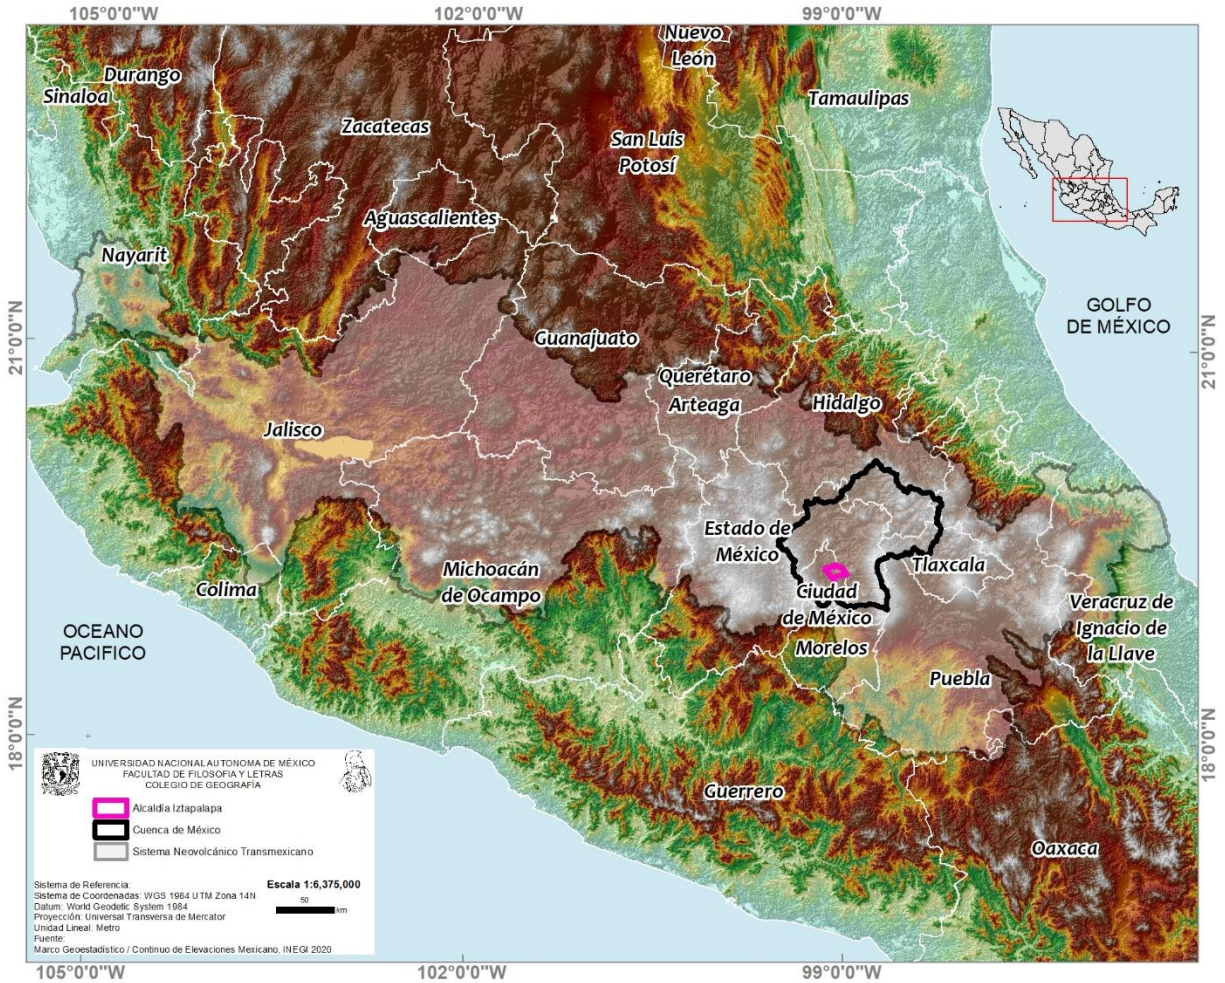 105°0'0"W
102°0'0"W
99°0'0"W
Nuevo
León
Durango
Sinaloa
Tamaulipas
Zacatecas
San Luis
Potosí
Aguascalientes
Nayarit
GOLFO
DE MÉXICO
21°0'0"N
21°0'0"N
Guanajuato
Querétaro
Arteaga
Hidalgo
Jalisco
Estado de
México
Tlaxcala
Michoacán
de Ocampo
Colima
Ciudad
de México
Veracruz de
Ignacio de
la Llave
OCEANO
PACIFICO
Morelos
Puebla
18°0'0"N
18°0'0"N
Guerrero
Oaxaca
UNIVERSIDAD NACIONAL AUTONOMA DE MÉXICO
FACULTAD DE FILOSOFIA Y LETRAS
COLEGIO DE GEOGRAFÍA
Alcaldía Iztapalapa
Cuenca de México
Sistema Neovolcánico Transmexicano
Sistema de Referencia:
Escala 1:6,375,000
Sistema de Coordenadas: WGS 1984 UTM Zona 14N
Datum: World Geodetic System 1984
50
km
Proyección: Universal Transversa de Mercator
Unidad Lineal: Metro
Fuente:
Marco Geoestadístico / Continuo de Elevaciones Mexicano, INEGI 2020
105°0'0"W
102°0'0"W
99°0'0"W